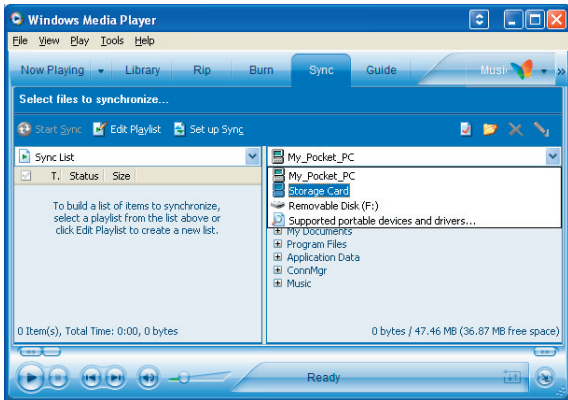 Windows Media Player
File View Play Tools Help
Now Playing Library Rip Burn Sync Guide Music
Select files to synchronize...
Start Sync Edit Playlist Set up Sync
Sync List
My_Pocket_PC
T. Status Size
My_Pocket_PC
Storage Card
Removable Disk (F:)
Supported portable devices and drivers...
To build a list of items to synchronize,
select a playlist from the list above or
click Edit Playlist to create a new list.
My Documents
Program Files
Application Data
ConnMgr
Music
0 Item(s), Total Time: 0:00, 0 bytes
0 bytes / 47.46 MB (36.87 MB free space)
Ready